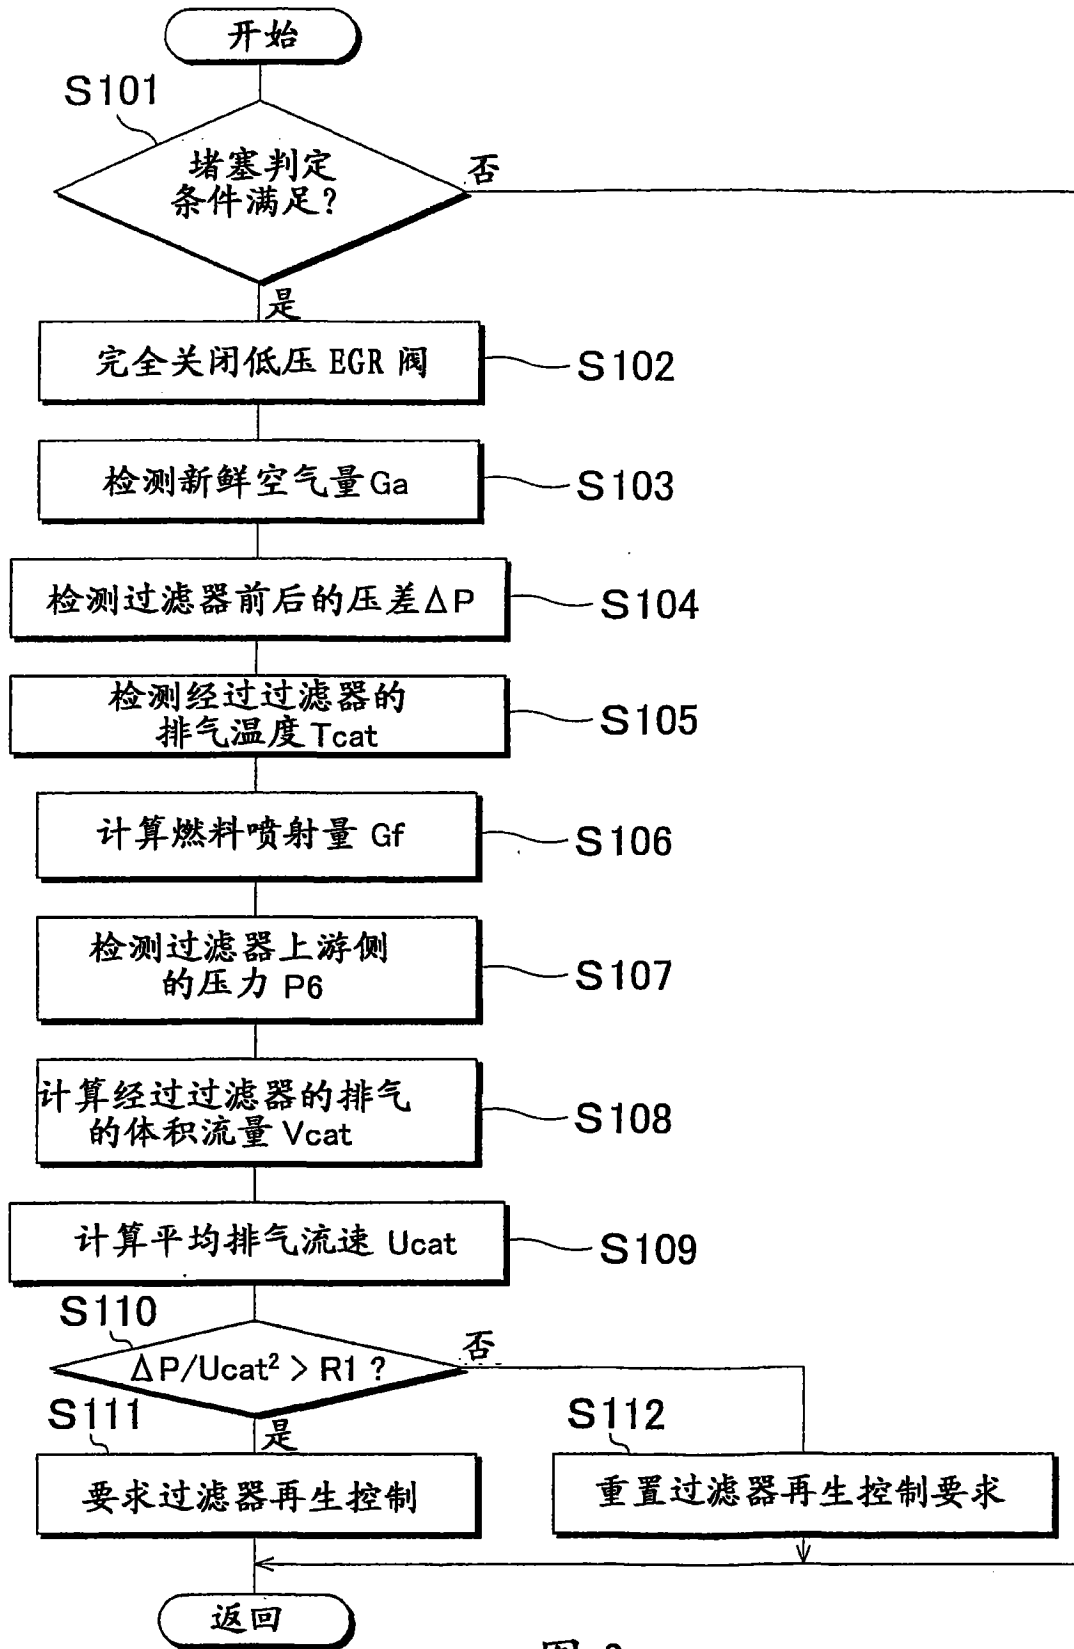 开始
S101
堵塞判定
条件满足?
否
是
完全关闭低压 EGR 阀
S102
检测新鲜空气量 Ga
S103
检测过滤器前后的压差 ΔP
S104
检测经过过滤器的
排气温度 Tcat
S105
计算燃料喷射量 Gf
S106
检测过滤器上游侧
的压力 P6
S107
计算经过过滤器的排气
的体积流量 Vcat
S108
计算平均排气流速 Ucat
S109
S110
ΔP/Ucat² > R1 ?
否
S111
是
S112
要求过滤器再生控制
重置过滤器再生控制要求
返回